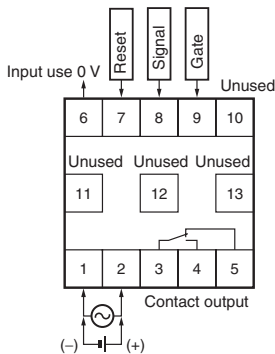 Reset
Signal
Gate
Input use 0 V
Unused
6 7 8 9 10
Unused Unused Unused
11 12 13
1 2 3 4 5
Contact output
(−) (+)